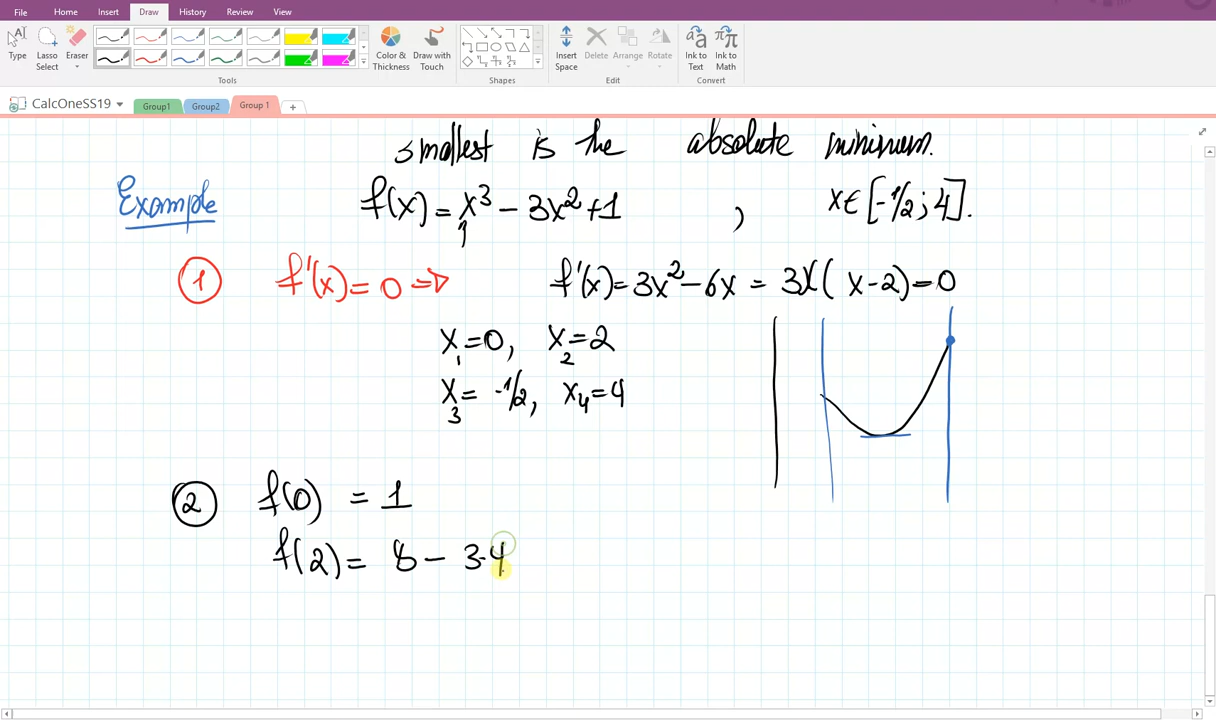 File Home Insert Draw History Review View
Type Lasso Select Eraser Color & Thickness Draw with Touch Insert Space Delete Arrange Rotate Ink to Text Ink to Math
Tools Shapes Edit Convert
CalcOneSS19 Group1 Group2 Group 1
smallest is the absolute minimum.
Example f(x) = x³ - 3x² + 1 , x ∈ [-1/2 ; 4].
① f'(x) = 0 ⇒ f'(x) = 3x² - 6x = 3x( x-2) = 0
x₁ = 0, x₂ = 2
x₃ = -1/2, x₄ = 4
② f(0) = 1
f(2) = 8 - 3·4